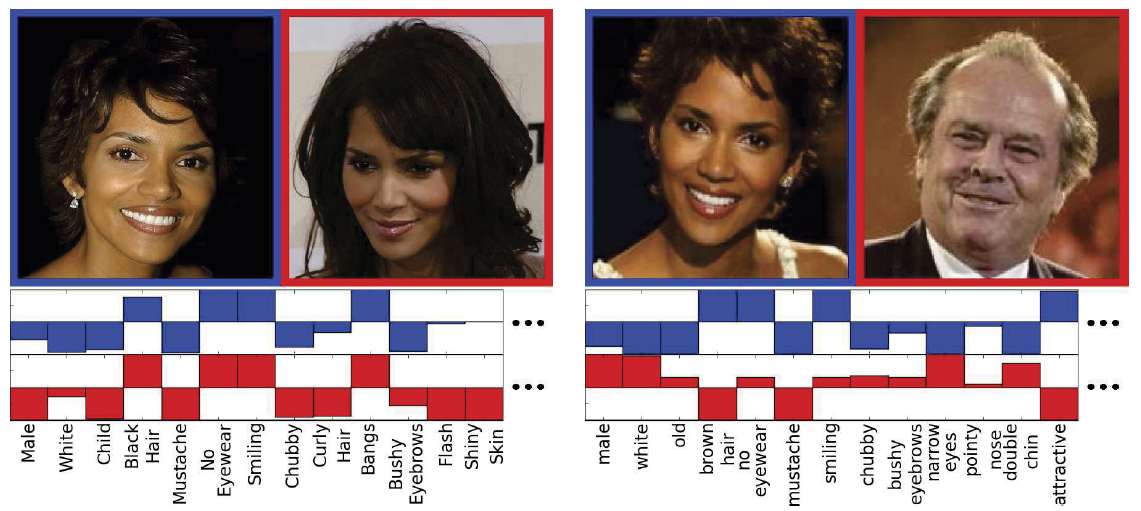 Male
White
Child
Black
Hair
Mustache
No
Eyewear
Smiling
Chubby
Curly
Hair
Bangs
Bushy
Eyebrows
Flash
Shiny
Skin
male
white
old
brown
hair
no
eyewear
mustache
smiling
chubby
bushy
eyebrows
narrow
eyes
pointy
nose
double
chin
attractive